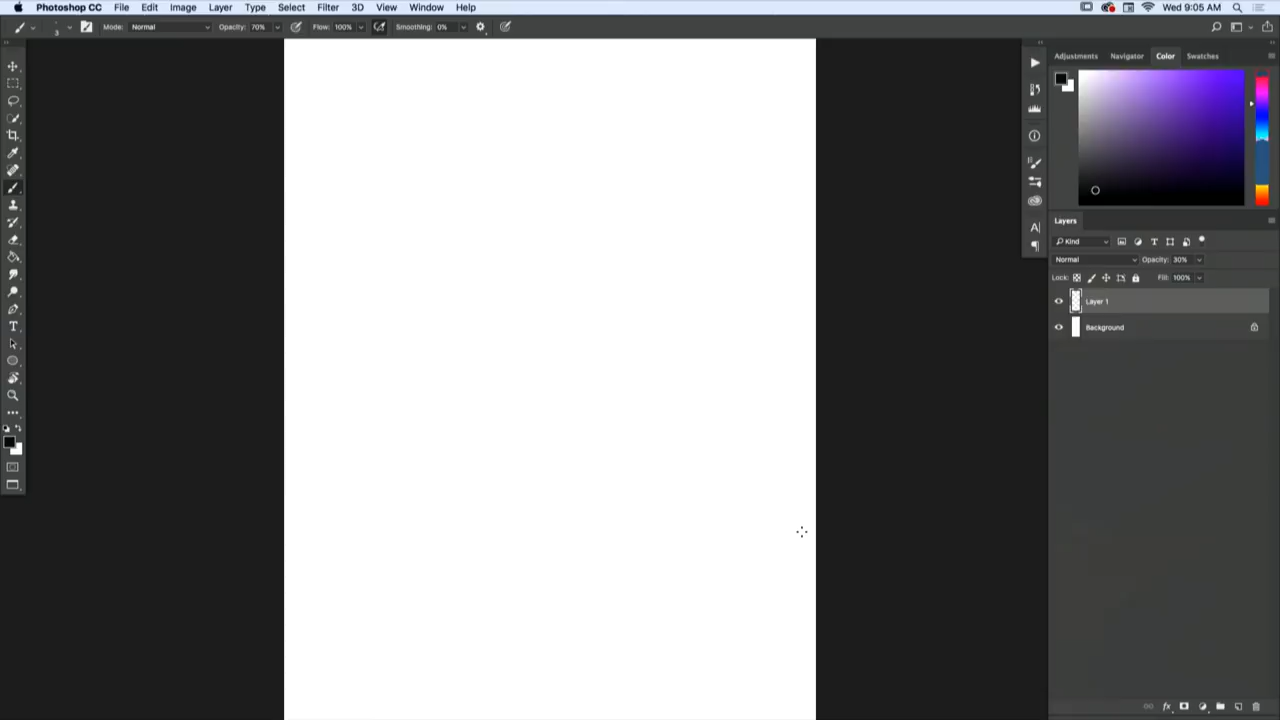 Photoshop CC File Edit Image Layer Type Select Filter 3D View Window Help Wed 9:05 AM
3 Mode: Normal Opacity: 70% Flow: 100% Smoothing: 0%
Adjustments Navigator Color Swatches
Layers
Kind
Normal Opacity: 30%
Lock: Fill: 100%
Layer 1
Background